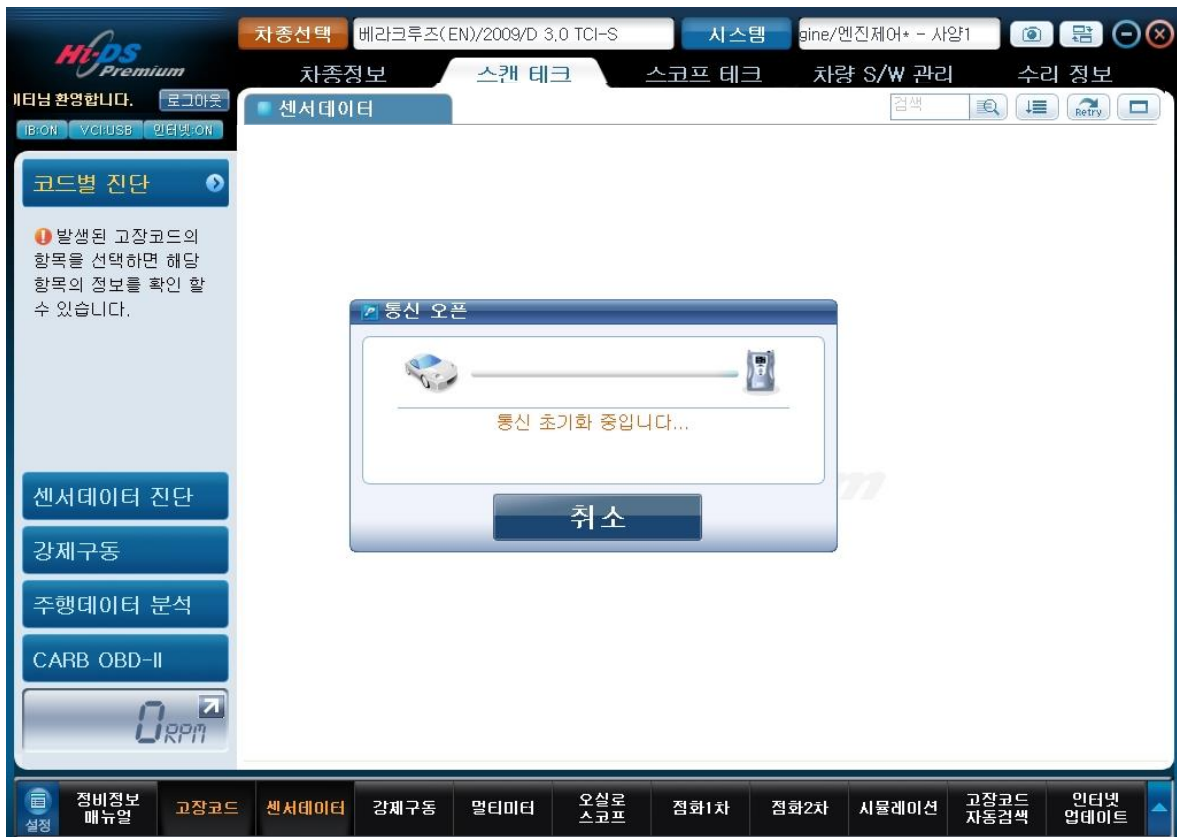 Hi-DS
Premium
차종선택
베라크루즈(EN)/2009/D 3.0 TCI-S
시스템
gine/엔진제어* - 사양1
차종정보
스캔 테크
스코프 테크
차량 S/W 관리
수리 정보
터님 환영합니다.
로그아웃
IB:ON
VCI:USB
인터넷:ON
센서데이터
검색
Retry
코드별 진단
발생된 고장코드의
항목을 선택하면 해당
항목의 정보를 확인 할
수 있습니다.
통신 오픈
통신 초기화 중입니다...
취소
센서데이터 진단
강제구동
주행데이터 분석
CARB OBD-II
0 RPM
설정
정비정보
매뉴얼
고장코드
센서데이터
강제구동
멀티미터
오실로
스코프
점화1차
점화2차
시뮬레이션
고장코드
자동검색
인터넷
업데이트